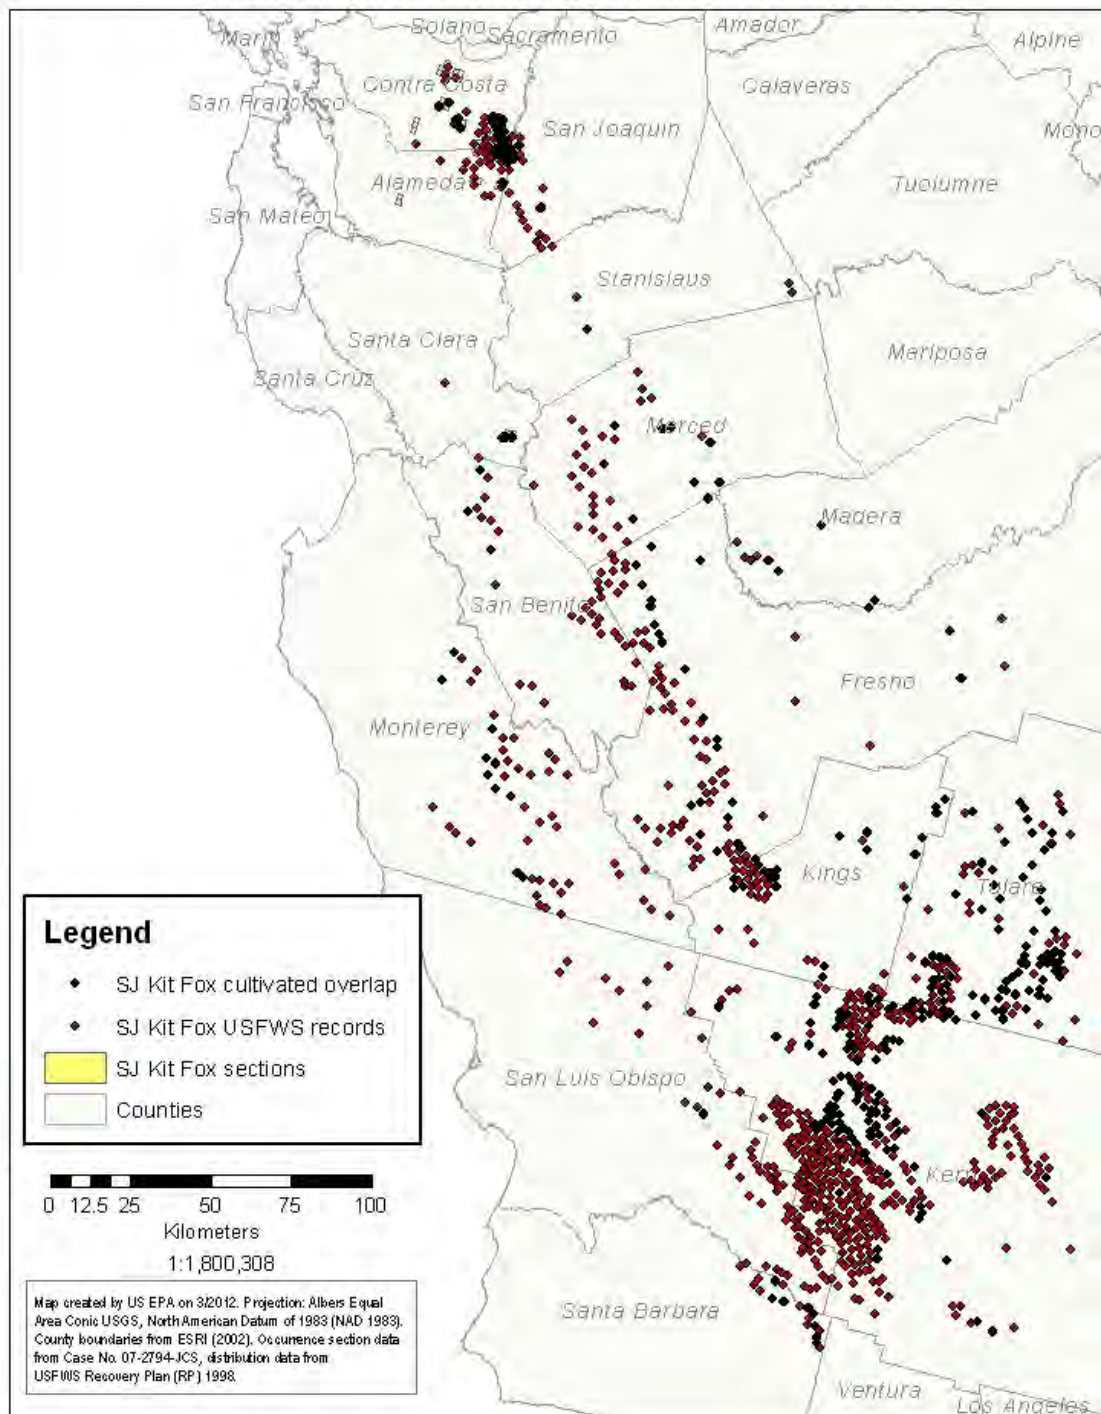 Solano
Sacramento
Amador
Alpine
Marin
Contra Costa
Calaveras
San Francisco
San Joaquin
Mono
Alameda
Tuolumne
San Mateo
Stanislaus
Santa Clara
Mariposa
Santa Cruz
Merced
Madera
San Benito
Fresno
Monterey
Kings
Tulare
Legend
SJ Kit Fox cultivated overlap
SJ Kit Fox USFWS records
SJ Kit Fox sections
Counties
San Luis Obispo
Kern
0 12.5 25 50 75 100
Kilometers
1:1,800,308
Map created by US EPA on 3/2012. Projection: Albers Equal
Area Conic USGS, North American Datum of 1983 (NAD 1983).
County boundaries from ESRI (2002). Occurrence section data
from Case No. 07-2794-JCS, distribution data from
USFWS Recovery Plan (RP) 1998.
Santa Barbara
Ventura
Los Angeles